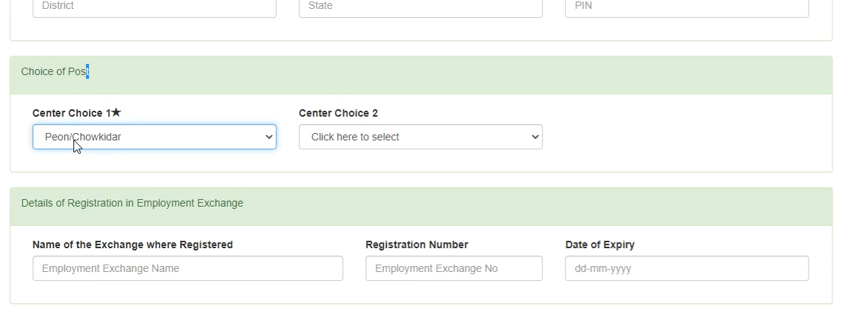 District State PIN
Choice of Post
Center Choice 1★ Center Choice 2
Peon/Chowkidar Click here to select
Details of Registration in Employment Exchange
Name of the Exchange where Registered Registration Number Date of Expiry
Employment Exchange Name Employment Exchange No dd-mm-yyyy